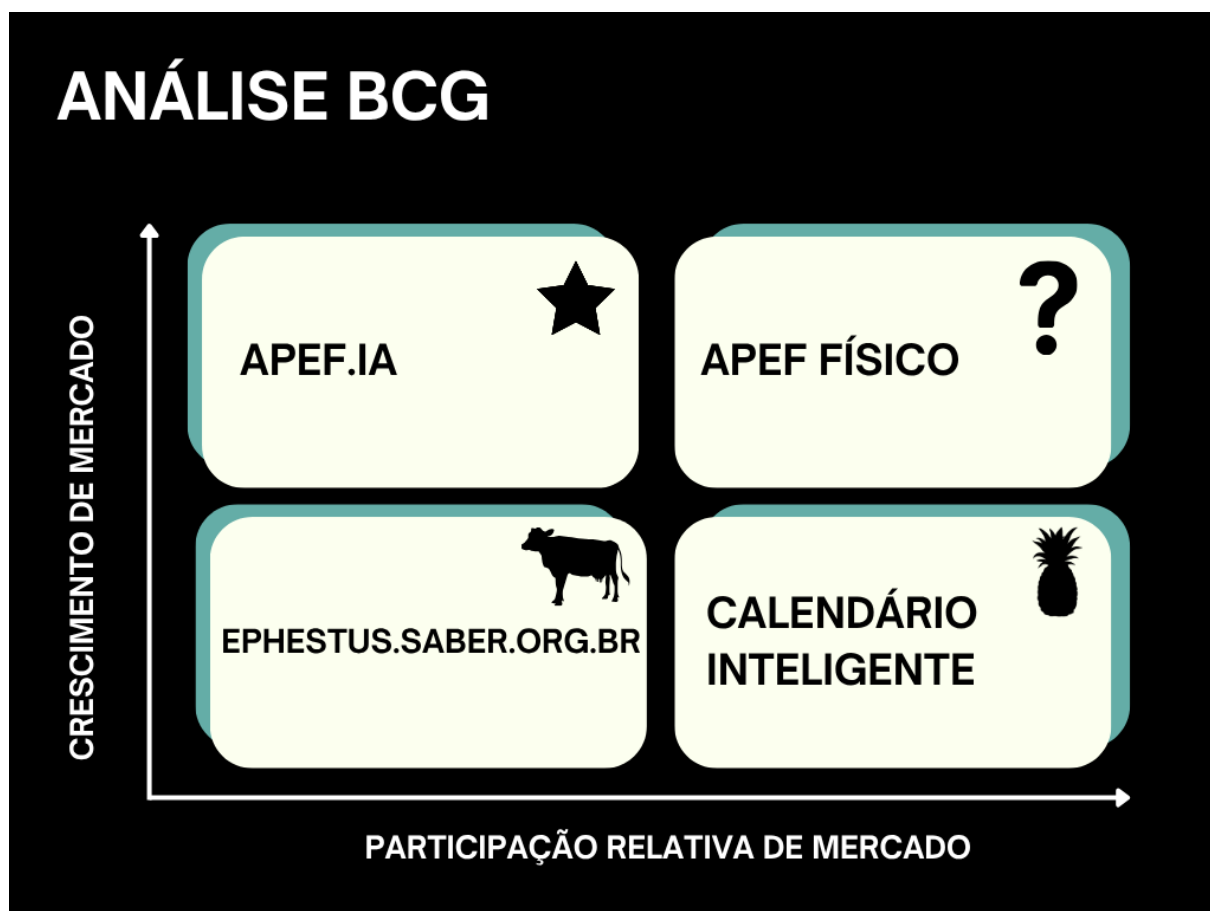 ANÁLISE BCG
CRESCIMENTO DE MERCADO
APEF.IA
?
APEF FÍSICO
EPHESTUS.SABER.ORG.BR
CALENDÁRIO
INTELIGENTE
PARTICIPAÇÃO RELATIVA DE MERCADO